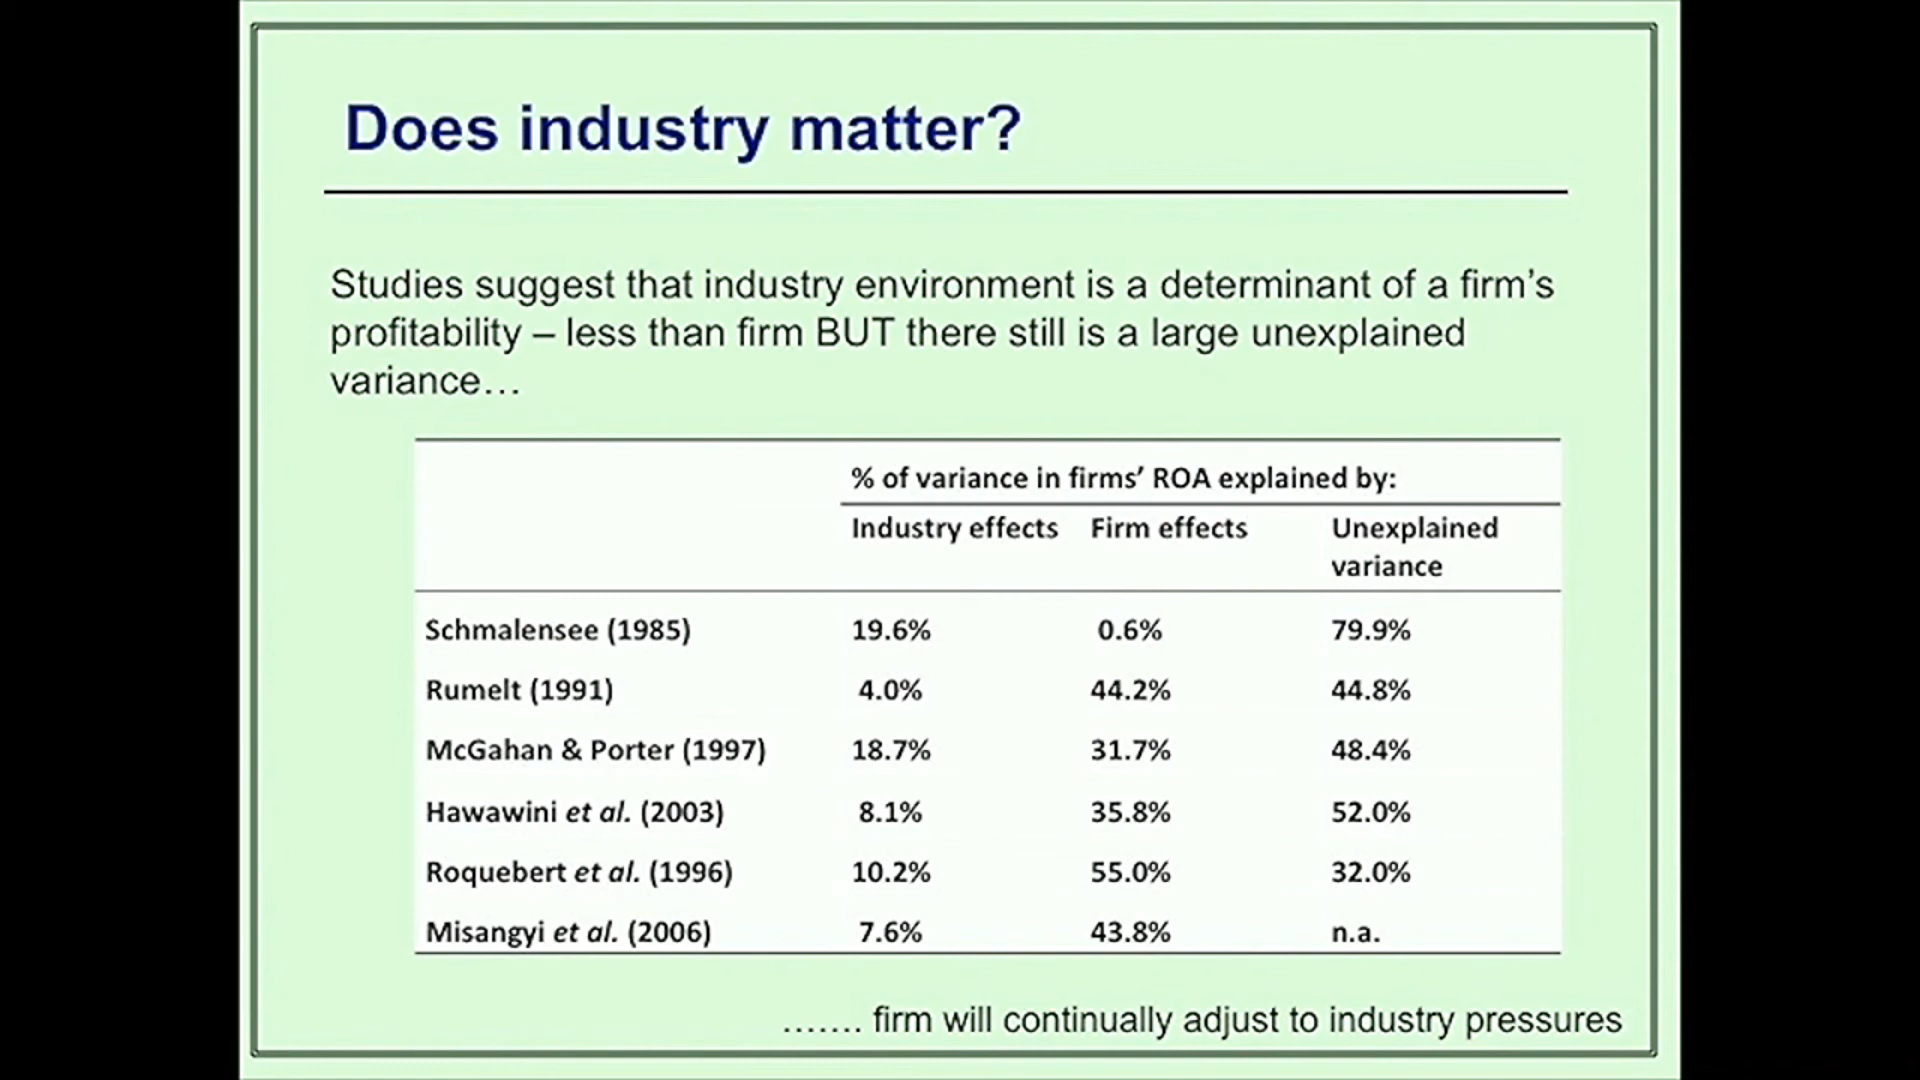 Does industry matter?
Studies suggest that industry environment is a determinant of a firm’s
profitability – less than firm BUT there still is a large unexplained
variance…
% of variance in firms’ ROA explained by:
Industry effects Firm effects Unexplained
variance
Schmalensee (1985) 19.6% 0.6% 79.9%
Rumelt (1991) 4.0% 44.2% 44.8%
McGahan & Porter (1997) 18.7% 31.7% 48.4%
Hawawini et al. (2003) 8.1% 35.8% 52.0%
Roquebert et al. (1996) 10.2% 55.0% 32.0%
Misangyi et al. (2006) 7.6% 43.8% n.a.
……. firm will continually adjust to industry pressures